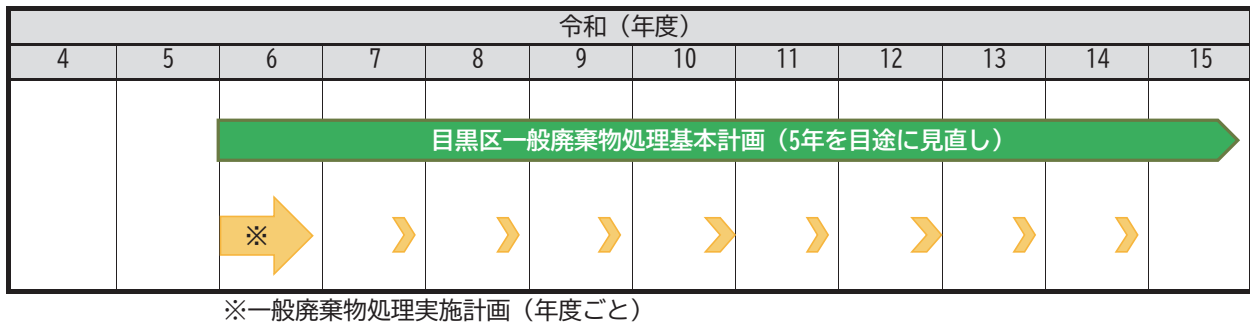 令和（年度）
4 5 6 7 8 9 10 11 12 13 14 15
目黒区一般廃棄物処理基本計画（5年を目途に見直し）
※
※一般廃棄物処理実施計画（年度ごと）